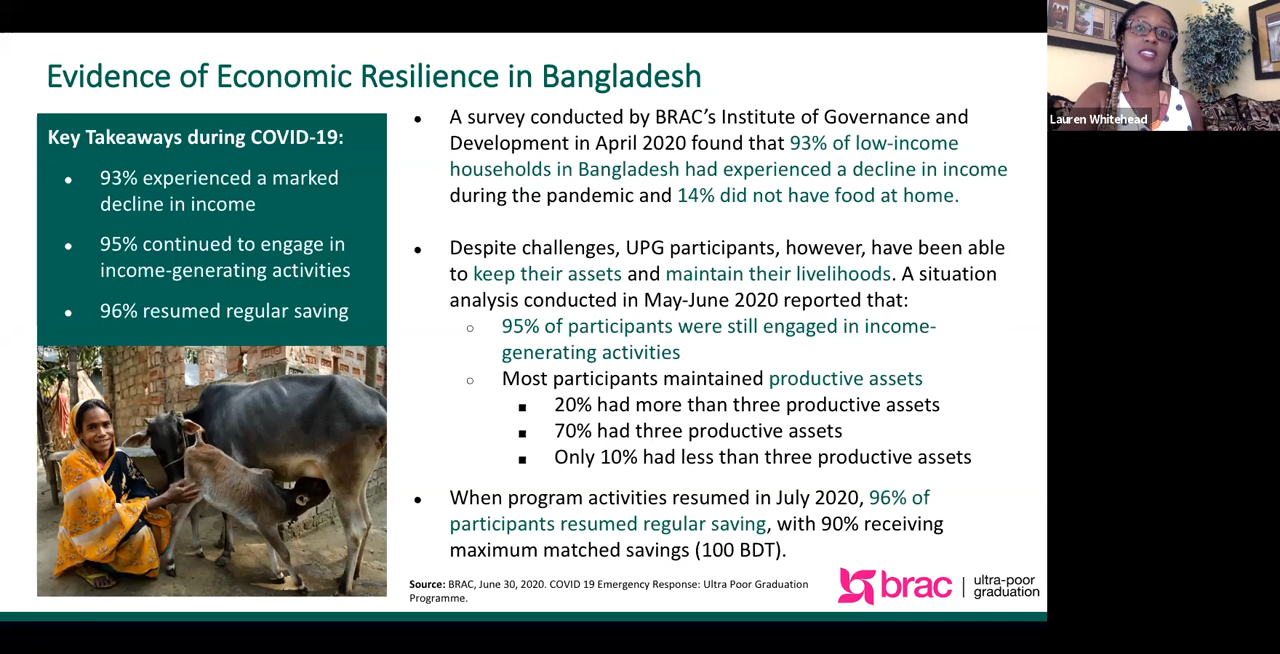 Evidence of Economic Resilience in Bangladesh
Key Takeaways during COVID-19:
• 93% experienced a marked
decline in income
• 95% continued to engage in
income-generating activities
• 96% resumed regular saving
• A survey conducted by BRAC’s Institute of Governance and
Development in April 2020 found that 93% of low-income
households in Bangladesh had experienced a decline in income
during the pandemic and 14% did not have food at home.
• Despite challenges, UPG participants, however, have been able
to keep their assets and maintain their livelihoods. A situation
analysis conducted in May-June 2020 reported that:
○ 95% of participants were still engaged in income-
generating activities
○ Most participants maintained productive assets
■ 20% had more than three productive assets
■ 70% had three productive assets
■ Only 10% had less than three productive assets
• When program activities resumed in July 2020, 96% of
participants resumed regular saving, with 90% receiving
maximum matched savings (100 BDT).
Source: BRAC, June 30, 2020. COVID 19 Emergency Response: Ultra Poor Graduation
Programme.
brac | ultra-poor
graduation
Lauren Whitehead